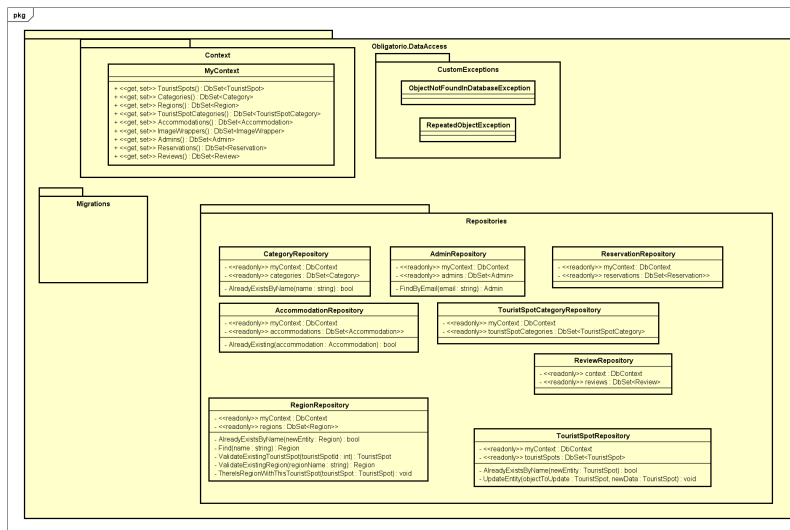 pkg
Obligatorio.DataAccess
Context
MyContext
+ <<get, set>> TouristSpots() : DbSet<TouristSpot>
+ <<get, set>> Categories() : DbSet<Category>
+ <<get, set>> Regions() : DbSet<Region>
+ <<get, set>> TouristSpotCategories() : DbSet<TouristSpotCategory>
+ <<get, set>> Accommodations() : DbSet<Accommodation>
+ <<get, set>> ImageWrappers() : DbSet<ImageWrapper>
+ <<get, set>> Admins() : DbSet<Admin>
+ <<get, set>> Reservations() : DbSet<Reservation>
+ <<get, set>> Reviews() : DbSet<Review>
CustomExceptions
ObjectNotFoundInDatabaseException
RepeatedObjectException
Migrations
Repositories
CategoryRepository
- <<readonly>> myContext : DbContext
- <<readonly>> categories : DbSet<Category>
- AlreadyExistsByName(name : string) : bool
AdminRepository
- <<readonly>> myContext : DbContext
- <<readonly>> admins : DbSet<Admin>
- FindByEmail(email : string) : Admin
ReservationRepository
- <<readonly>> myContext : DbContext
- <<readonly>> reservations : DbSet<Reservation>>
AccommodationRepository
- <<readonly>> myContext : DbContext
- <<readonly>> accommodations : DbSet<Accommodation>>
- AlreadyExisting(accommodation : Accommodation) : bool
TouristSpotCategoryRepository
- <<readonly>> myContext : DbContext
- <<readonly>> touristSpotCategories : DbSet<TouristSpotCategory>
ReviewRepository
- <<readonly>> context : DbContext
- <<readonly>> reviews : DbSet<Review>
RegionRepository
- <<readonly>> myContext : DbContext
- <<readonly>> regions : DbSet<Region>>
- AlreadyExistsByName(newEntity : Region) : bool
- Find(name : string) : Region
- ValidateExistingTouristSpot(touristSpotId : int) : TouristSpot
- ValidateExistingRegion(regionName : string) : Region
- ThereIsRegionWithThisTouristSpot(touristSpot : TouristSpot) : void
TouristSpotRepository
- <<readonly>> myContext : DbContext
- <<readonly>> touristSpots : DbSet<TouristSpot>
- AlreadyExistsByName(newEntity : TouristSpot) : bool
- UpdateEntity(objectToUpdate : TouristSpot, newData : TouristSpot) : void